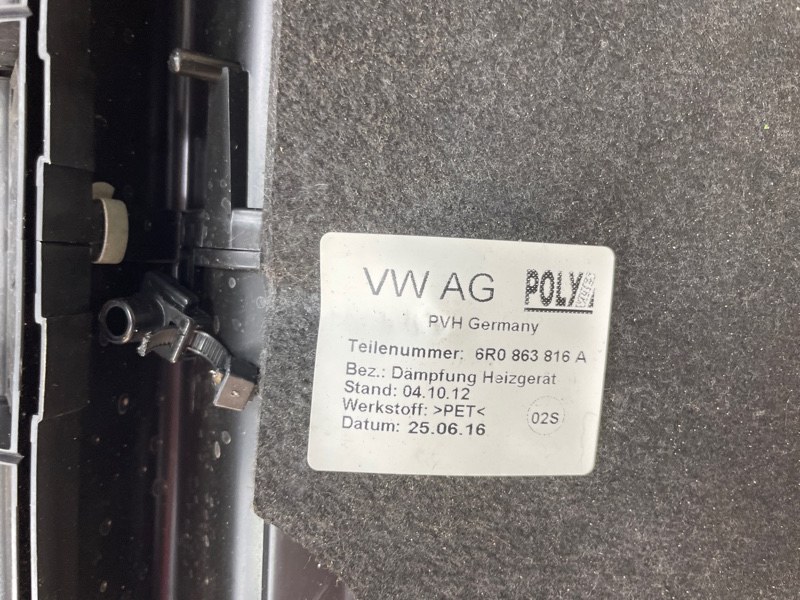 VW AG
POLY
PVH Germany
Teilenummer: 6R0 863 816 A
Bez.: Dämpfung Heizgerät
Stand: 04.10.12
Werkstoff: >PET<
02S
Datum: 25.06.16